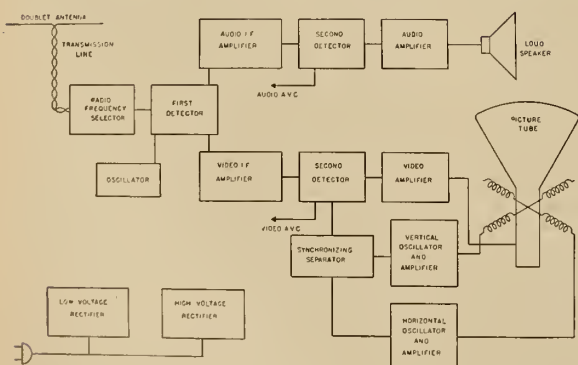 DOUBLET ANTENNA
TRANSMISSION
LINE
RADIO
FREQUENCY
SELECTOR
FIRST
DETECTOR
OSCILLATOR
AUDIO I F
AMPLIFIER
SECOND
DETECTOR
AUDIO
AMPLIFIER
LOUD
SPEAKER
AUDIO A.V.C.
VIDEO I.F.
AMPLIFIER
SECOND
DETECTOR
VIDEO
AMPLIFIER
PICTURE
TUBE
VIDEO A.V.C.
SYNCHRONIZING
SEPARATOR
VERTICAL
OSCILLATOR
AND
AMPLIFIER
HORIZONTAL
OSCILLATOR
AND
AMPLIFIER
LOW VOLTAGE
RECTIFIER
HIGH VOLTAGE
RECTIFIER